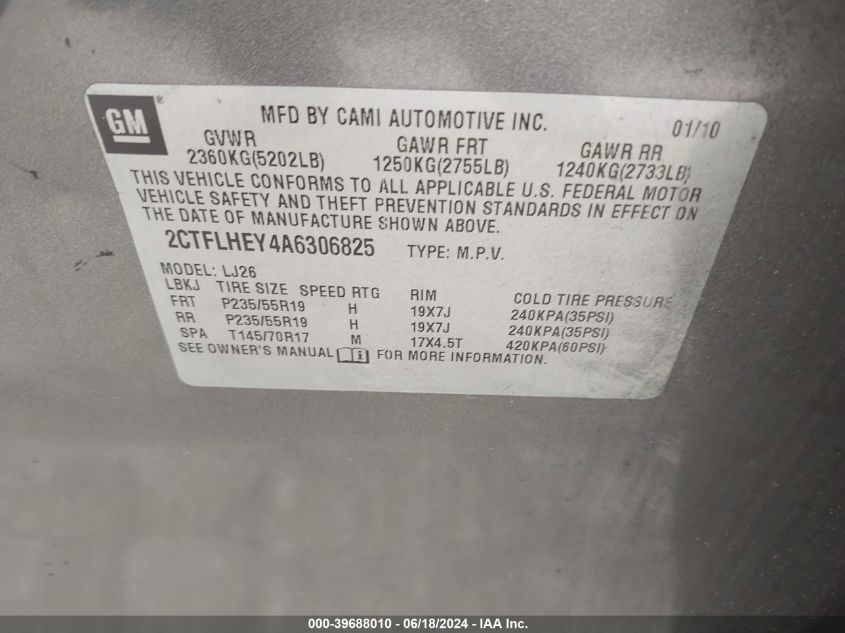 GM®
MFD BY CAMI AUTOMOTIVE INC. 01/10
GVWR GAWR FRT GAWR RR
2360KG(5202LB) 1250KG(2755LB) 1240KG(2733LB)
THIS VEHICLE CONFORMS TO ALL APPLICABLE U.S. FEDERAL MOTOR
VEHICLE SAFETY AND THEFT PREVENTION STANDARDS IN EFFECT ON
THE DATE OF MANUFACTURE SHOWN ABOVE.
2CTFLHEY4A6306825 TYPE: M.P.V.
MODEL: LJ26
LBKJ TIRE SIZE SPEED RTG RIM COLD TIRE PRESSURE
FRT P235/55R19 H 19X7J 240KPA(35PSI)
RR P235/55R19 H 19X7J 240KPA(35PSI)
SPA T145/70R17 M 17X4.5T 420KPA(60PSI)
SEE OWNER'S MANUAL FOR MORE INFORMATION.
000-39688010 - 06/18/2024 - IAA Inc.